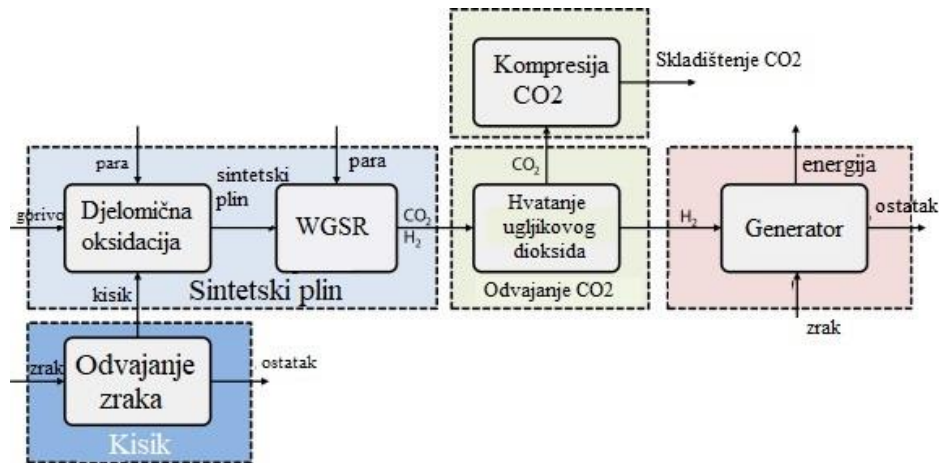 Kompresija
CO2
Skladištenje CO2
para
sintetski
plin
para
CO₂
energija
gorivo
Djelomična
oksidacija
WGSR
CO₂
H₂
Hvatanje
ugljikovog
dioksida
H₂
Generator
ostatak
kisik
Sintetski plin
Odvajanje CO2
zrak
zrak
Odvajanje
zraka
ostatak
Kisik